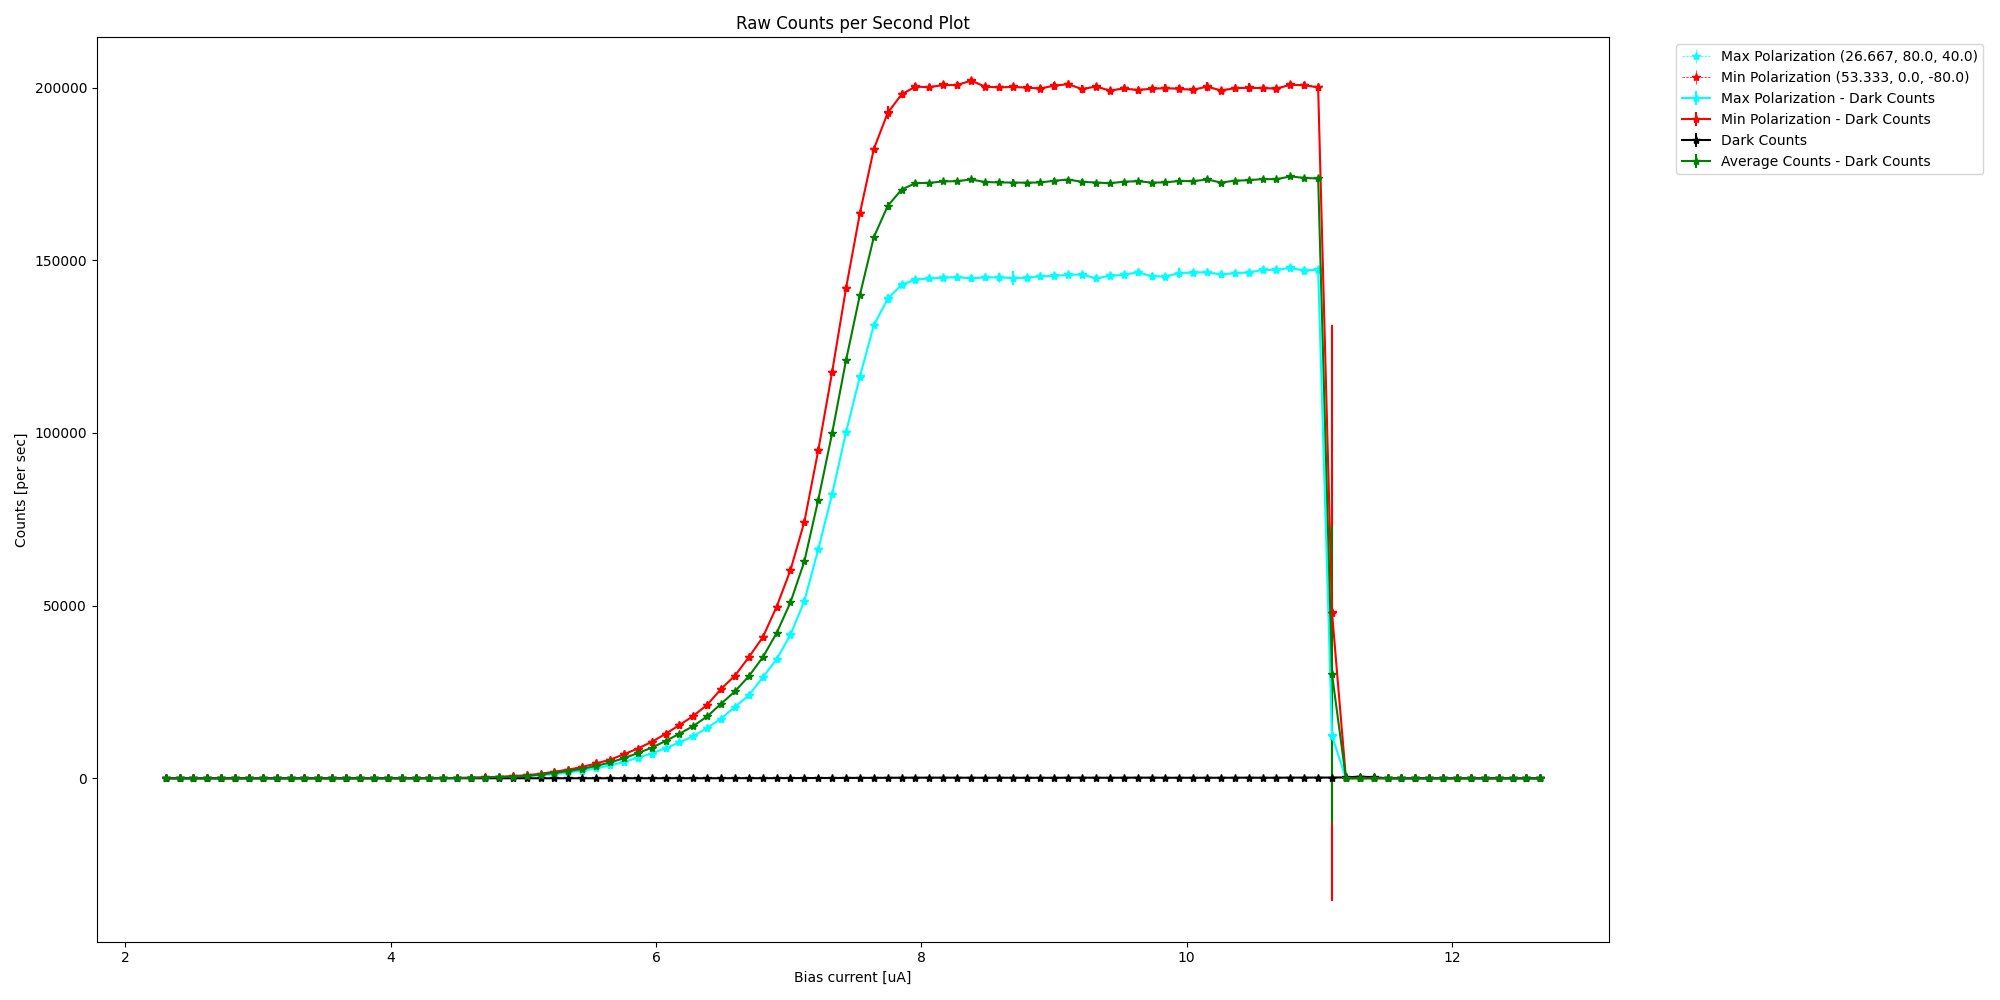 Raw Counts per Second Plot
Max Polarization (26.667, 80.0, 40.0)
Min Polarization (53.333, 0.0, -80.0)
Max Polarization - Dark Counts
Min Polarization - Dark Counts
Dark Counts
Average Counts - Dark Counts
200000
150000
100000
50000
0
Counts [per sec]
2 4 6 8 10 12
Bias current [uA]